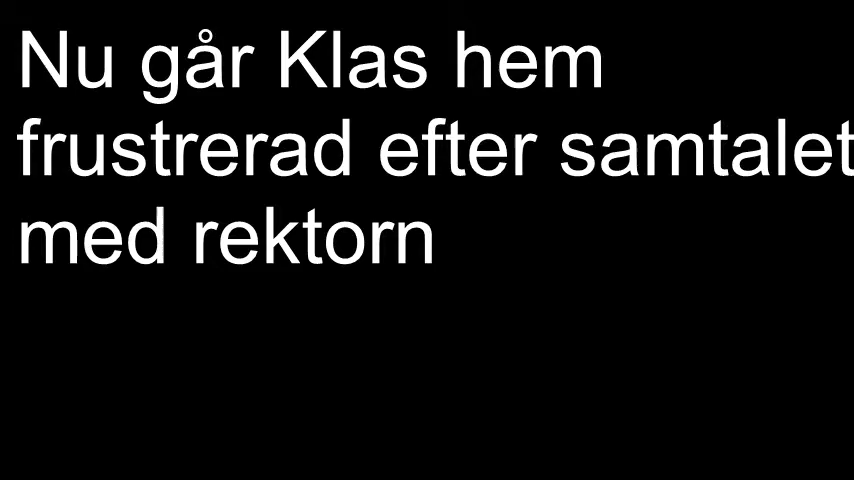 Nu går Klas hem
frustrerad efter samtalet
med rektorn